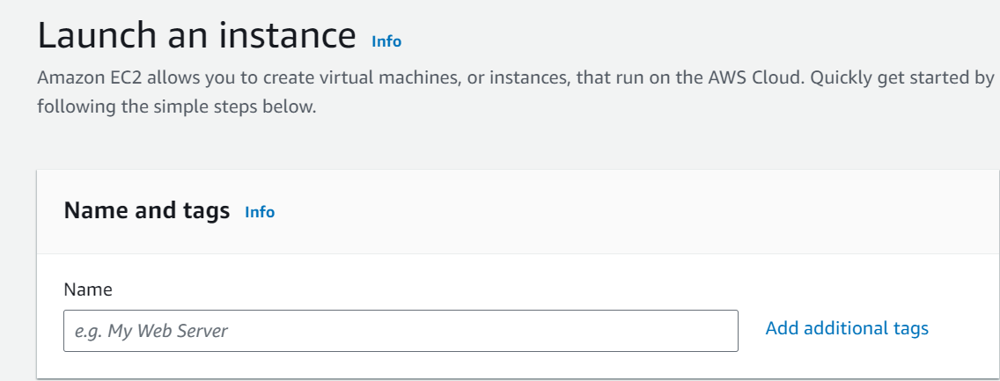 Launch an instance Info
Amazon EC2 allows you to create virtual machines, or instances, that run on the AWS Cloud. Quickly get started by
following the simple steps below.
Name and tags Info
Name
e.g. My Web Server
Add additional tags